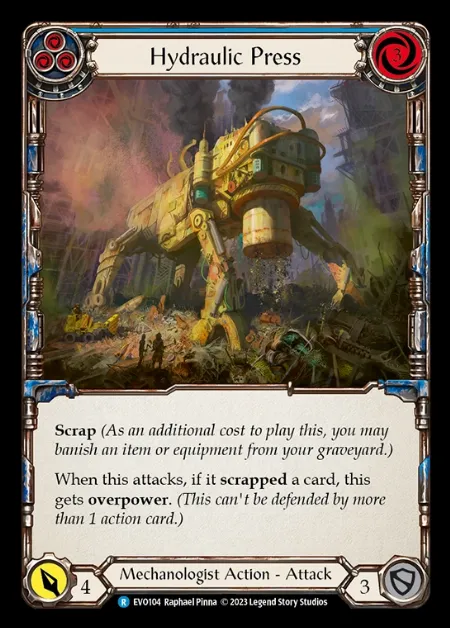 Hydraulic Press
3
Scrap (As an additional cost to play this, you may
banish an item or equipment from your graveyard.)
When this attacks, if it scrapped a card, this
gets overpower. (This can't be defended by more
than 1 action card.)
4
Mechanologist Action - Attack
3
R EVO104 Raphael Pinna © 2023 Legend Story Studios